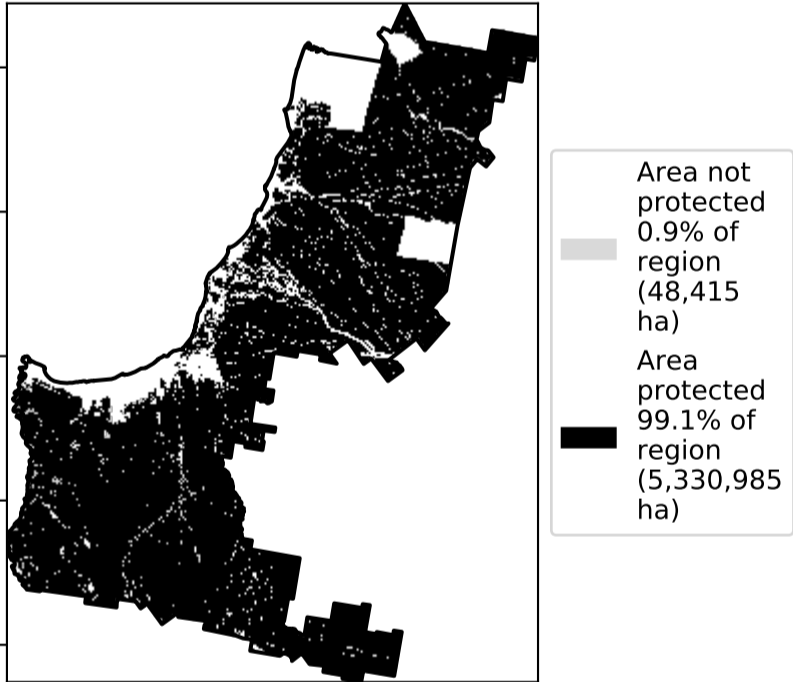 Area not
protected
0.9% of
region
(48,415
ha)
Area
protected
99.1% of
region
(5,330,985
ha)